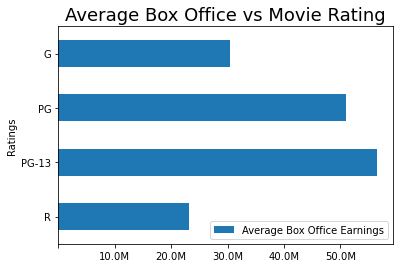 Average Box Office vs Movie Rating
Ratings
G
PG
PG-13
R
Average Box Office Earnings
10.0M 20.0M 30.0M 40.0M 50.0M